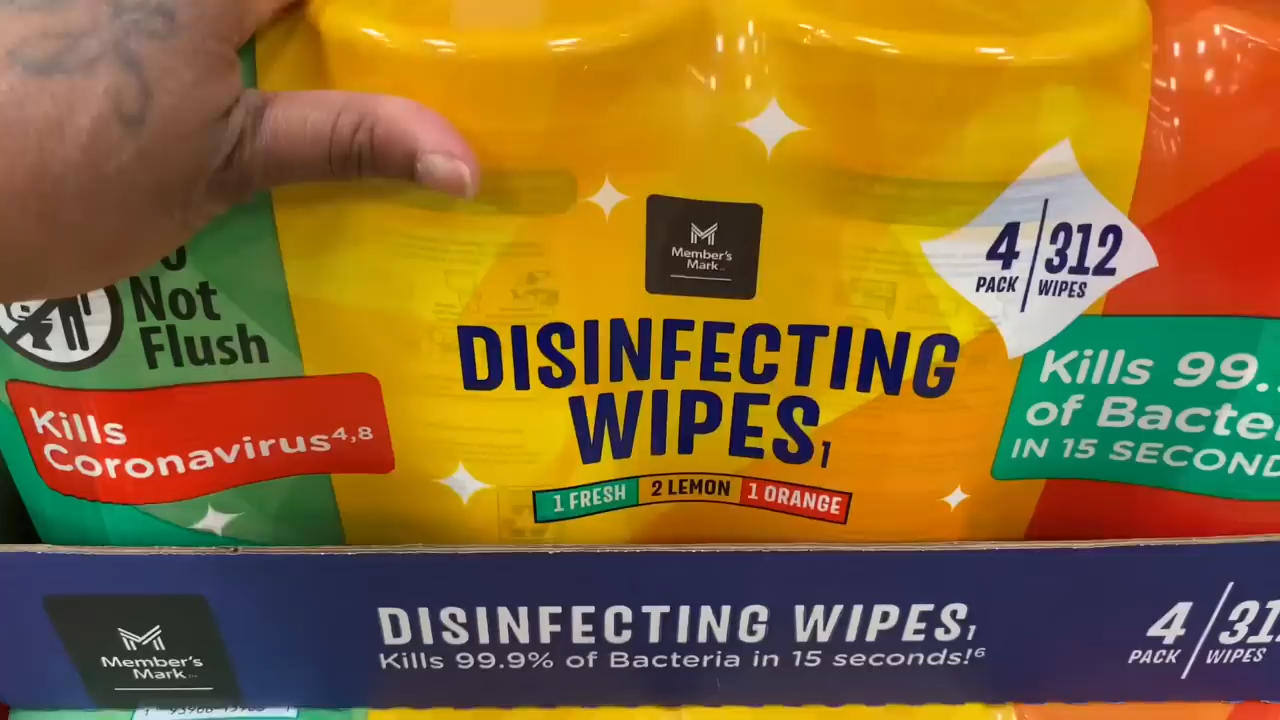 Not
Flush
Kills
Coronavirus4,8
Member's
Mark
4
PACK
312
WIPES
DISINFECTING
WIPES1
1 FRESH 2 LEMON 1 ORANGE
Kills 99.
of Bacte
IN 15 SECOND
Member's
Mark
DISINFECTING WIPES1
Kills 99.9% of Bacteria in 15 seconds!6
4
PACK
31
WIPES